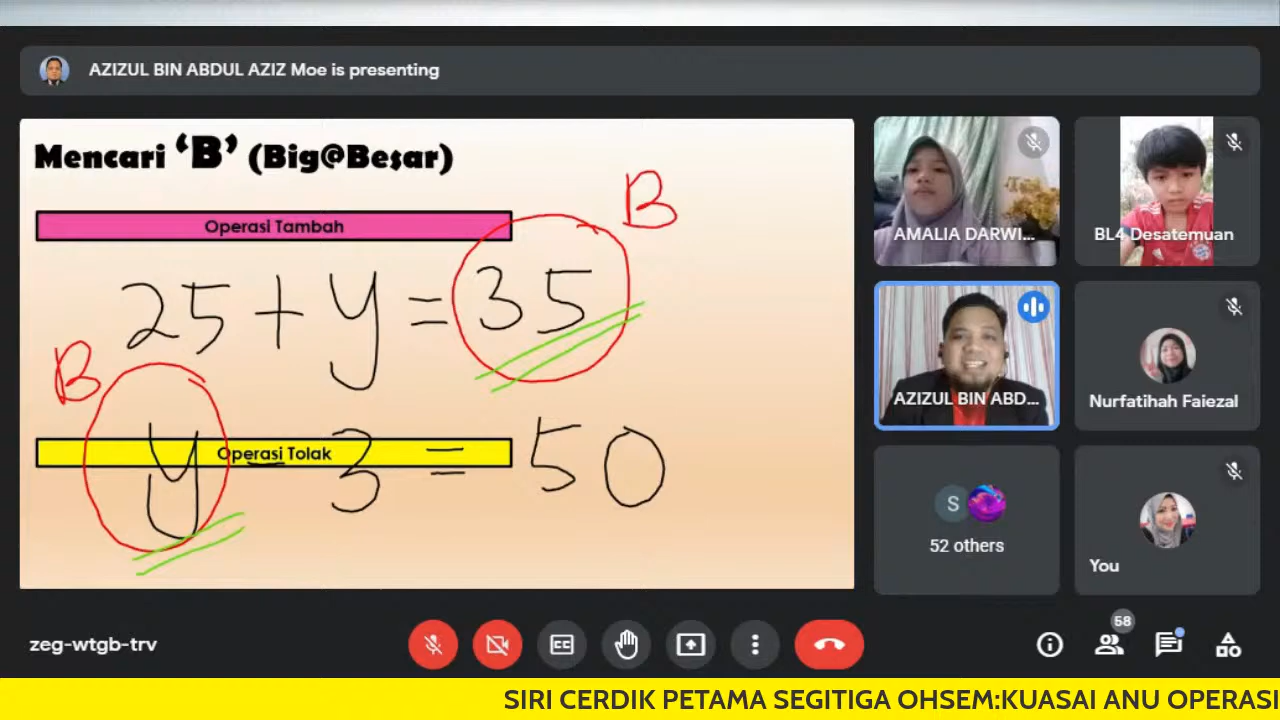 AZIZUL BIN ABDUL AZIZ Moe is presenting
Mencari ‘B’ (Big@Besar)
B
Operasi Tambah
25 + y = 35
B
Operasi Tolak
y - 3 = 50
AMALIA DARWI...
BL4 Desatemuan
AZIZUL BIN ABD...
Nurfatihah Faiezal
S
52 others
You
zeg-wtgb-trv
CC
58
SIRI CERDIK PETAMA SEGITIGA OHSEM:KUASAI ANU OPERASI